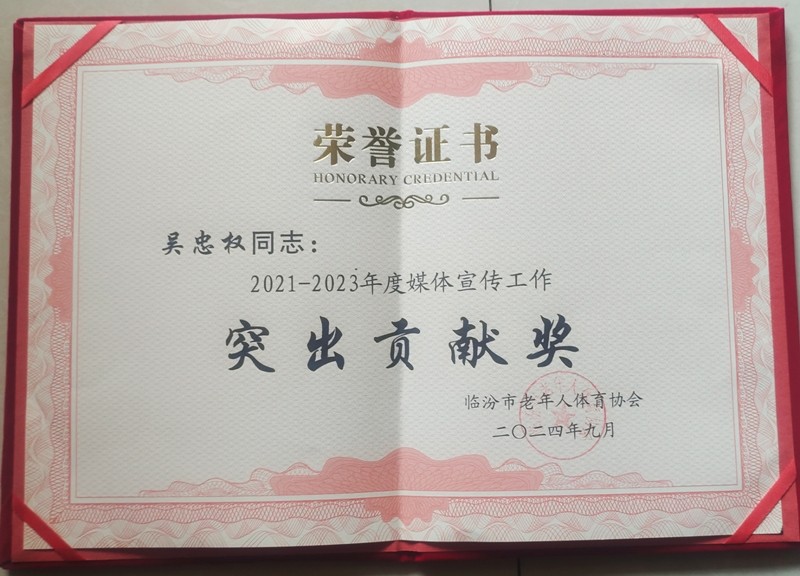 荣誉证书
HONORARY CREDENTIAL
吴忠权同志：
2021-2023年度媒体宣传工作
突出贡献奖
临汾市老年人体育协会
二〇二四年九月